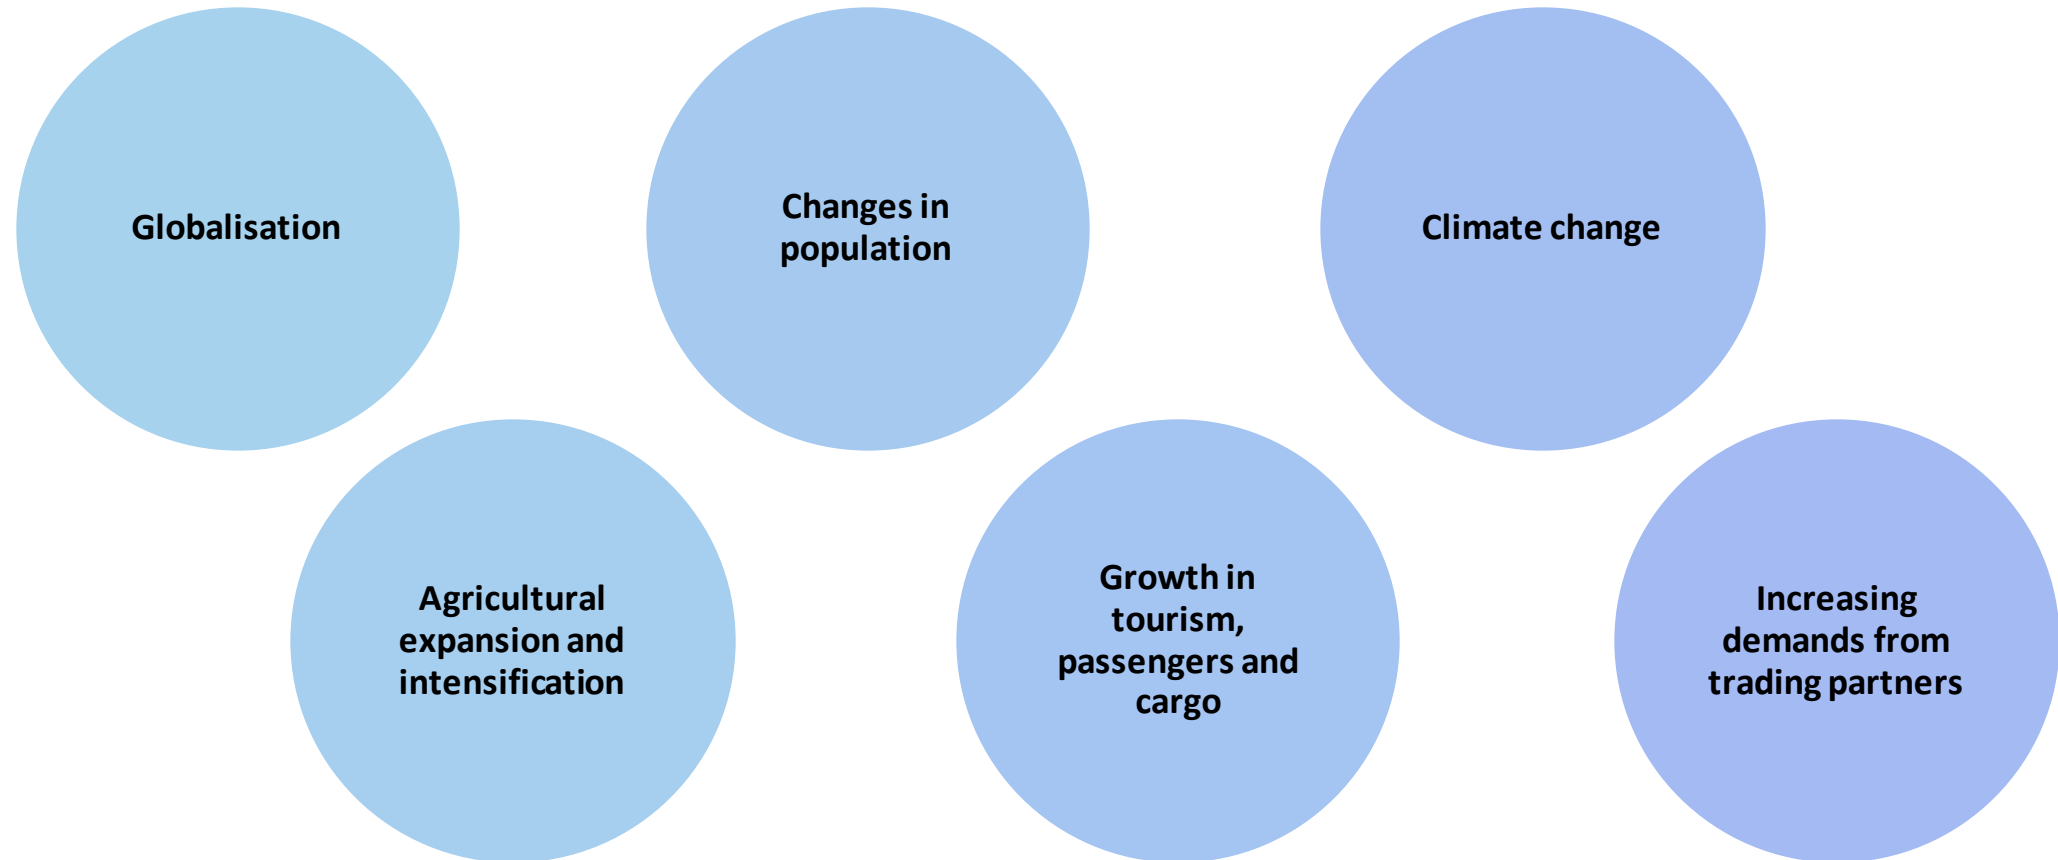 Globalisation
Changes in
population
Climate change
Agricultural
expansion and
intensification
Growth in
tourism,
passengers and
cargo
Increasing
demands from
trading partners